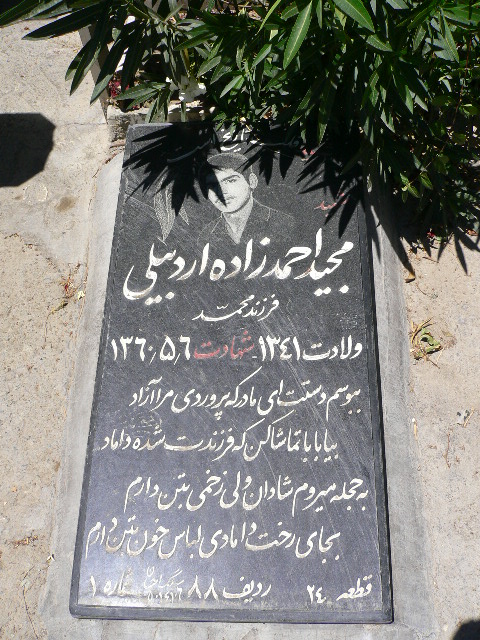 شهید
مجید احمدزاده اردبیلی
فرزند محمد
ولادت ۱۳۴۱ شهادت ۱۳۶۰/۵/۶
ببوسم دستت ای مادر که پروردی مرا آزاد
بیا بابا تماشا کن که فرزندت شده داماد
به حجله میروم شادان ولی زخمی بتن دارم
بجای رخت دامادی لباس خون بتن دارم
قطعه ۲۴ ردیف ۸۸ شماره ۱